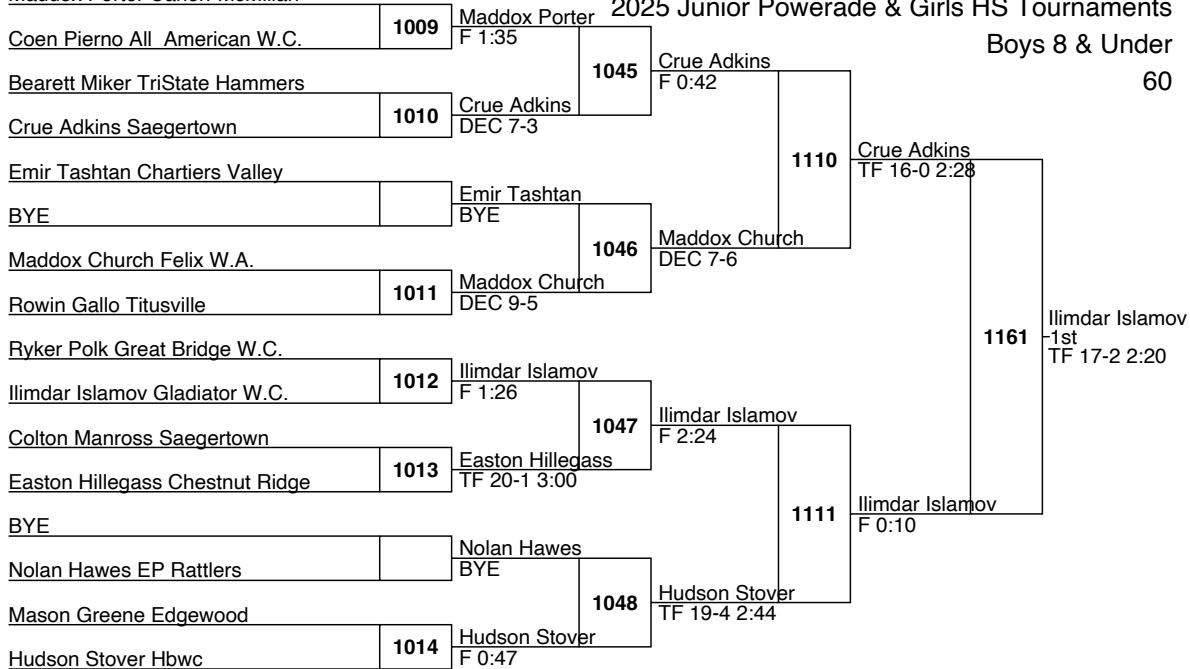 Maddox Porter
2025 Junior Powerade & Girls HS Tournaments
Boys 8 & Under
60
Coen Pierno All American W.C.
1009
Maddox Porter
F 1:35
Bearett Miker TriState Hammers
Crue Adkins Saegertown
1010
Crue Adkins
DEC 7-3
1045
Crue Adkins
F 0:42
Emir Tashtan Chartiers Valley
BYE
Emir Tashtan
BYE
Maddox Church Felix W.A.
Rowin Gallo Titusville
1011
Maddox Church
DEC 9-5
1046
Maddox Church
DEC 7-6
1110
Crue Adkins
TF 16-0 2:28
Ryker Polk Great Bridge W.C.
Ilimdar Islamov Gladiator W.C.
1012
Ilimdar Islamov
F 1:26
Colton Manross Saegertown
Easton Hillegass Chestnut Ridge
1013
Easton Hillegass
TF 20-1 3:00
1047
Ilimdar Islamov
F 2:24
BYE
Nolan Hawes EP Rattlers
Nolan Hawes
BYE
Mason Greene Edgewood
Hudson Stover Hbwc
1014
Hudson Stover
F 0:47
1048
Hudson Stover
TF 19-4 2:44
1111
Ilimdar Islamov
F 0:10
1161
Ilimdar Islamov
1st
TF 17-2 2:20